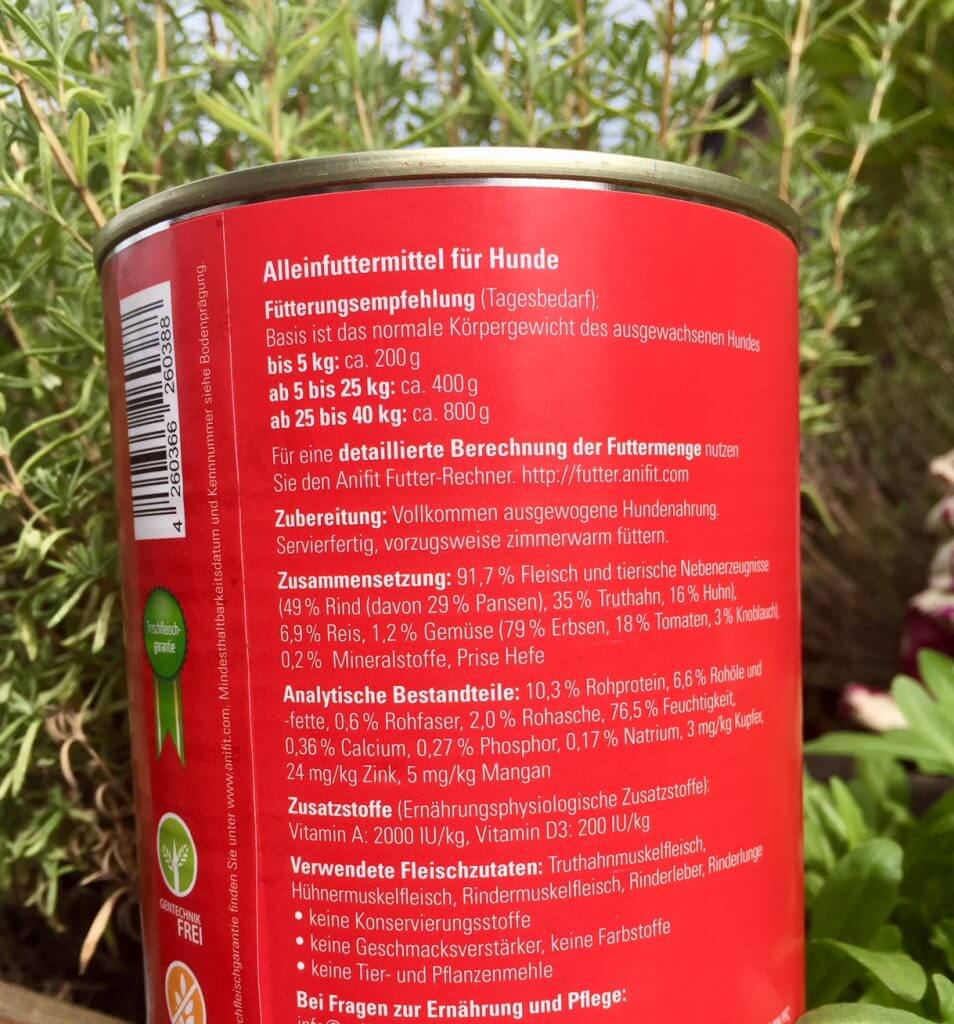 Alleinfuttermittel für Hunde
Fütterungsempfehlung (Tagesbedarf):
Basis ist das normale Körpergewicht des ausgewachsenen Hundes
bis 5 kg: ca. 200 g
ab 5 bis 25 kg: ca. 400 g
ab 25 bis 40 kg: ca. 800 g
Für eine detaillierte Berechnung der Futtermenge nutzen
Sie den Anifit Futter-Rechner. http://futter.anifit.com
Zubereitung: Vollkommen ausgewogene Hundenahrung.
Servierfertig, vorzugsweise zimmerwarm füttern.
Zusammensetzung: 91,7 % Fleisch und tierische Nebenerzeugnisse
(49 % Rind (davon 29 % Pansen), 35 % Truthahn, 16 % Huhn),
6,9 % Reis, 1,2 % Gemüse (79 % Erbsen, 18 % Tomaten, 3 % Knoblauch),
0,2 % Mineralstoffe, Prise Hefe
Analytische Bestandteile: 10,3 % Rohprotein, 6,6 % Rohöle und
-fette, 0,6 % Rohfaser, 2,0 % Rohasche, 76,5 % Feuchtigkeit,
0,36 % Calcium, 0,27 % Phosphor, 0,17 % Natrium, 3 mg/kg Kupfer,
24 mg/kg Zink, 5 mg/kg Mangan
Zusatzstoffe (Ernährungsphysiologische Zusatzstoffe):
Vitamin A: 2000 IU/kg, Vitamin D3: 200 IU/kg
Verwendete Fleischzutaten: Truthahnmuskelfleisch,
Hühnermuskelfleisch, Rindermuskelfleisch, Rinderleber, Rinderlunge
• keine Konservierungsstoffe
• keine Geschmacksverstärker, keine Farbstoffe
• keine Tier- und Pflanzenmehle
Bei Fragen zur Ernährung und Pflege:
4 260366 260388
chfleischgarantie finden Sie unter www.anifit.com. Mindesthaltbarkeitsdatum und Kennnummer siehe Bodenprägung.
Frischfleisch-
garantie
GENTECHNIK
FREI